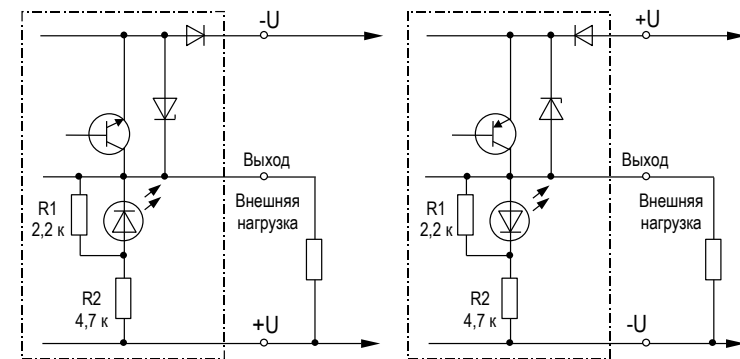 -U
Выход
R1
2,2 к
Внешняя
нагрузка
R2
4,7 к
+U
+U
Выход
R1
2,2 к
Внешняя
нагрузка
R2
4,7 к
-U